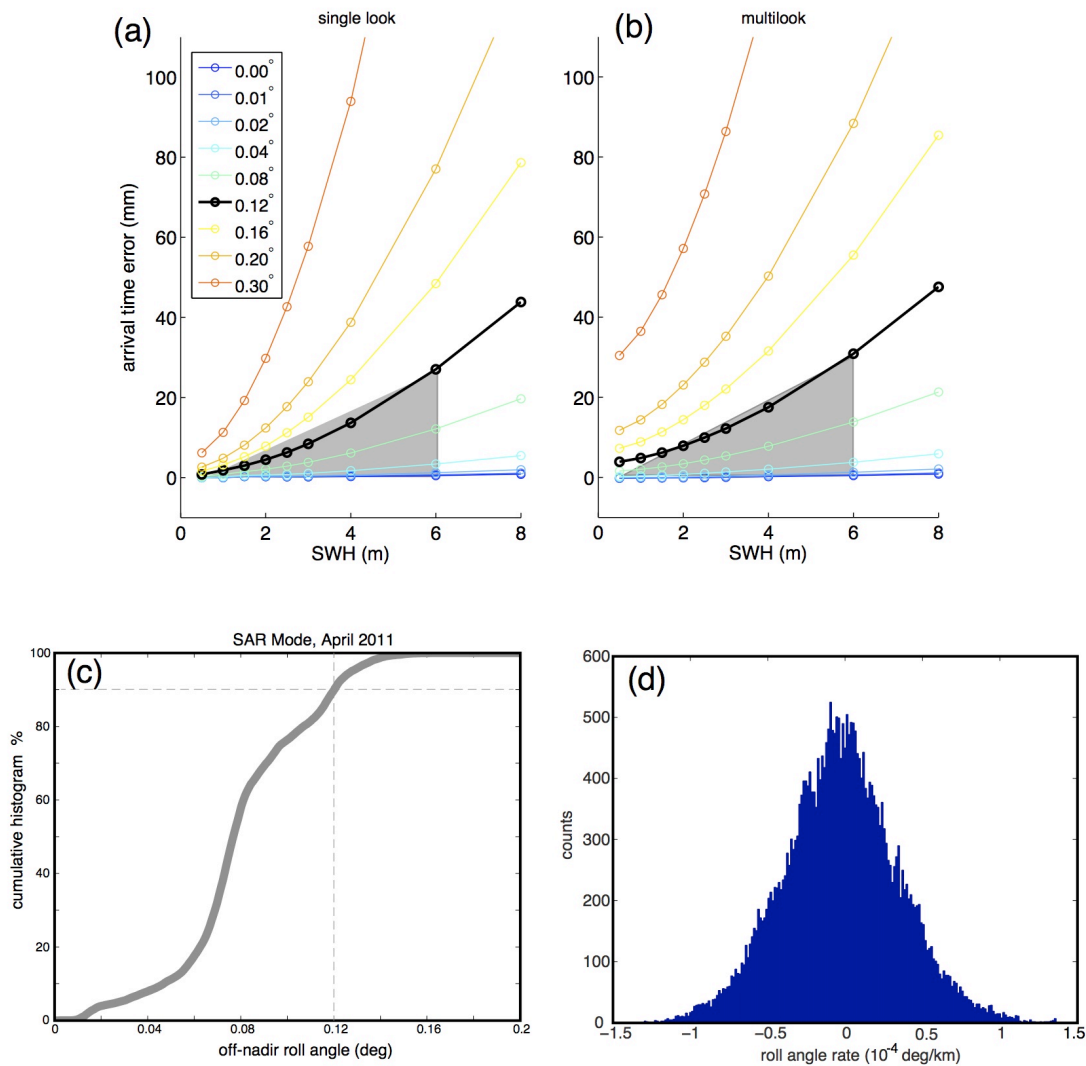 single look
(a)
0.00°
0.01°
0.02°
0.04°
0.08°
0.12°
0.16°
0.20°
0.30°
100
80
60
40
20
0
arrival time error (mm)
0 2 4 6 8
SWH (m)
multilook
(b)
100
80
60
40
20
0
0 2 4 6 8
SWH (m)
SAR Mode, April 2011
(c)
100
80
60
40
20
0
cumulative histogram %
0 0.04 0.08 0.12 0.16 0.2
off-nadir roll angle (deg)
(d)
600
500
400
300
200
100
0
counts
−1.5 −1 −0.5 0 0.5 1 1.5
roll angle rate (10⁻⁴ deg/km)